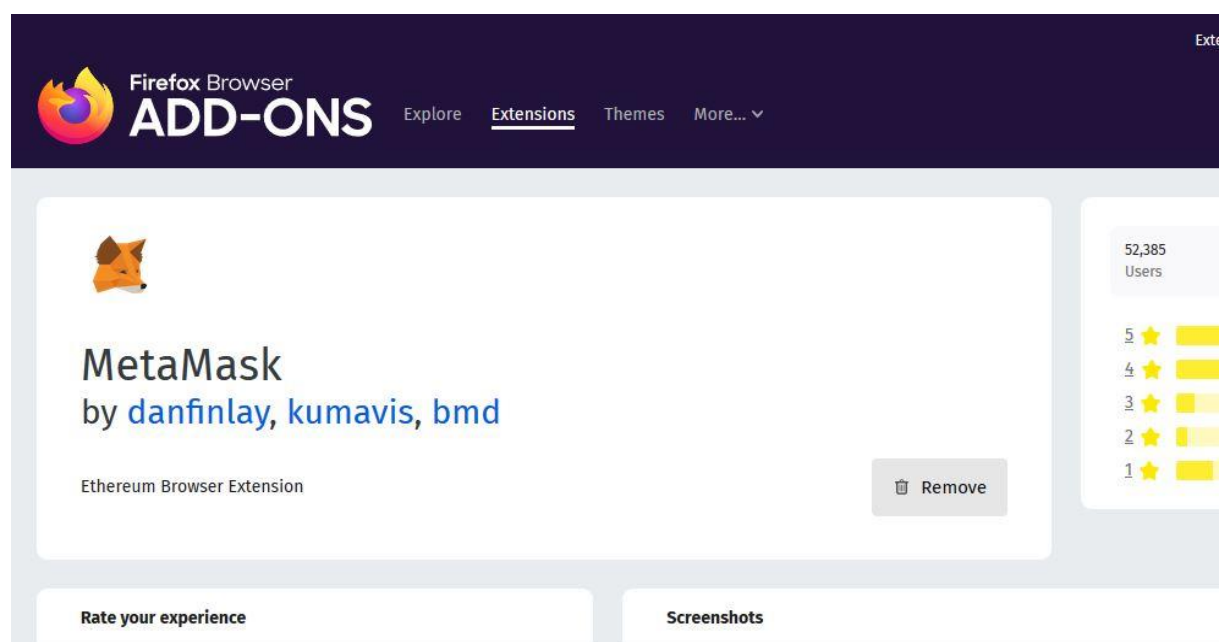 Exte
Firefox Browser
ADD-ONS
Explore Extensions Themes More...
MetaMask
by danfinlay, kumavis, bmd
Ethereum Browser Extension
Remove
52,385
Users
5
4
3
2
1
Rate your experience
Screenshots